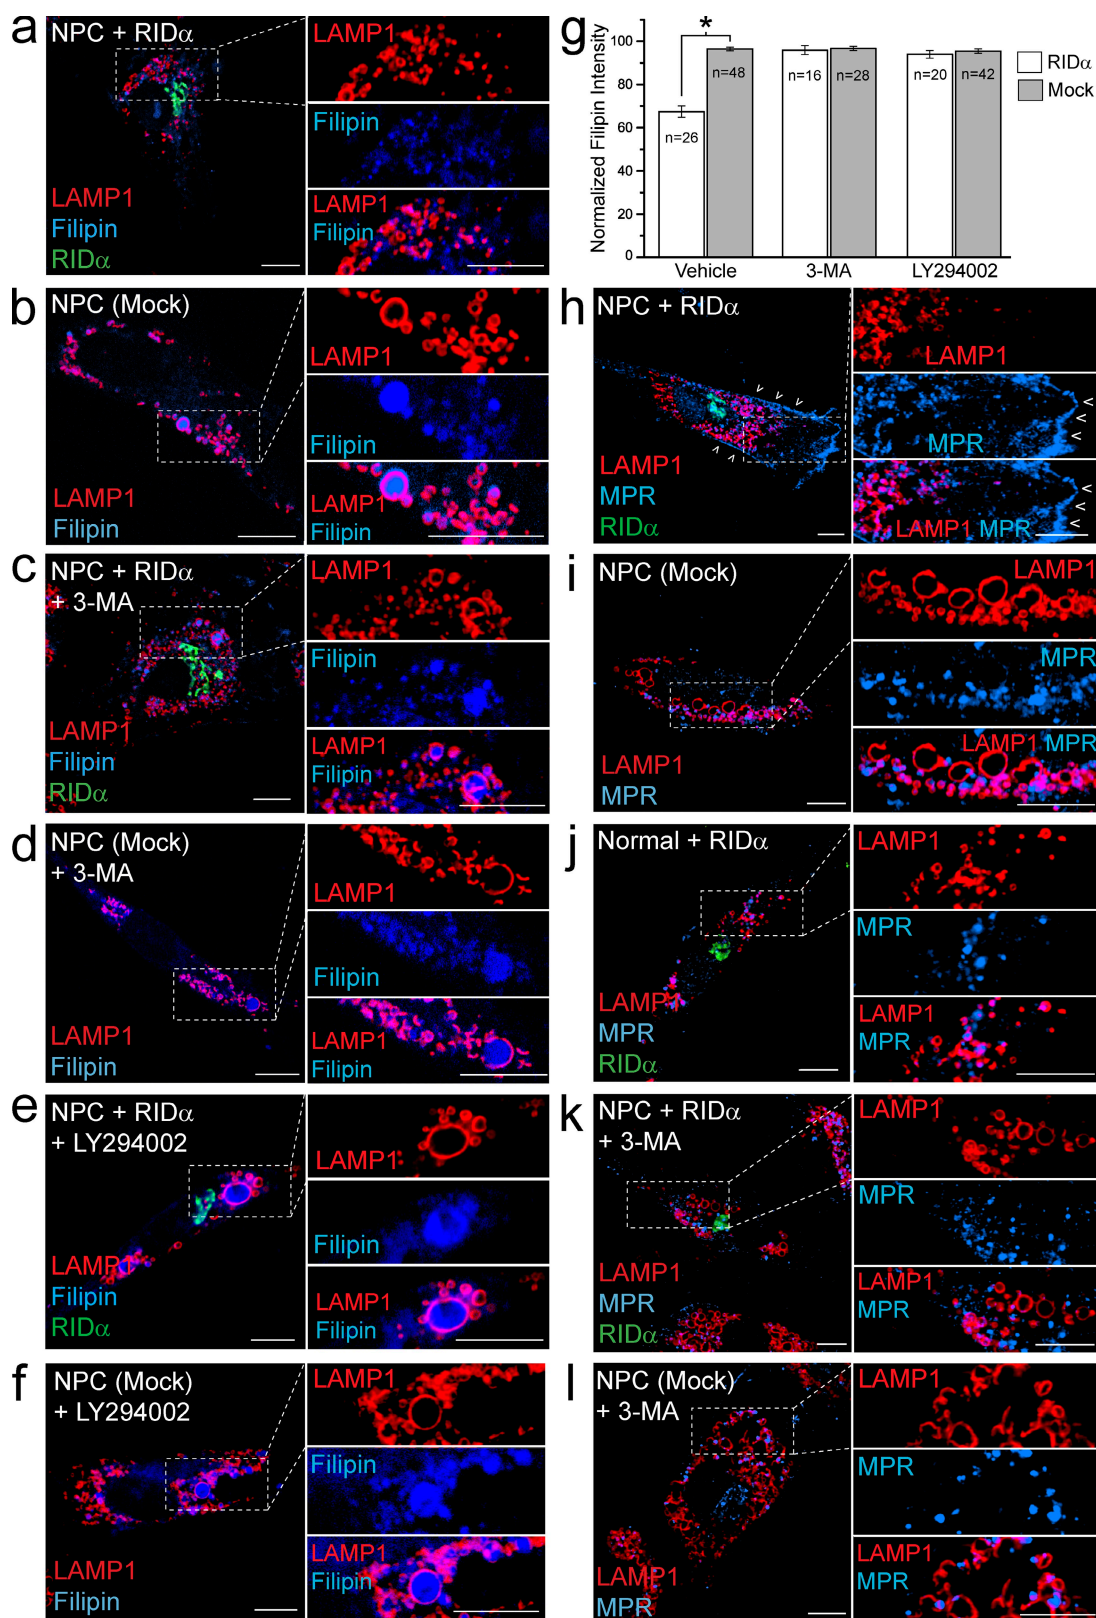 a
NPC + RIDα
LAMP1
Filipin
RIDα
LAMP1
Filipin
LAMP1
Filipin
b
NPC (Mock)
LAMP1
Filipin
LAMP1
Filipin
LAMP1
Filipin
c
NPC + RIDα
+ 3-MA
LAMP1
Filipin
RIDα
LAMP1
Filipin
LAMP1
Filipin
d
NPC (Mock)
+ 3-MA
LAMP1
Filipin
LAMP1
Filipin
LAMP1
Filipin
e
NPC + RIDα
+ LY294002
LAMP1
Filipin
RIDα
LAMP1
Filipin
LAMP1
Filipin
f
NPC (Mock)
+ LY294002
LAMP1
Filipin
LAMP1
Filipin
LAMP1
Filipin
g
Normalized Filipin Intensity
100
80
60
40
20
0
*
n=26
n=48
n=16
n=28
n=20
n=42
RIDα
Mock
Vehicle
3-MA
LY294002
h
NPC + RIDα
LAMP1
MPR
RIDα
LAMP1
MPR
LAMP1 MPR
i
NPC (Mock)
LAMP1
MPR
LAMP1
MPR
LAMP1 MPR
j
Normal + RIDα
LAMP1
MPR
RIDα
LAMP1
MPR
LAMP1
MPR
k
NPC + RIDα
+ 3-MA
LAMP1
MPR
RIDα
LAMP1
MPR
LAMP1
MPR
l
NPC (Mock)
+ 3-MA
LAMP1
MPR
LAMP1
MPR
LAMP1
MPR